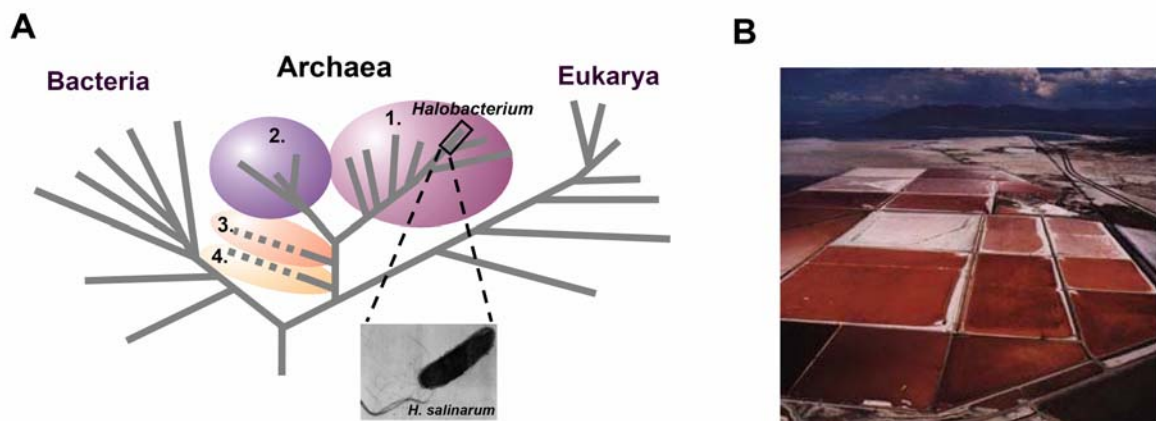 A
Bacteria
Archaea
Eukarya
Halobacterium
1.
2.
3.
4.
H. salinarum
B